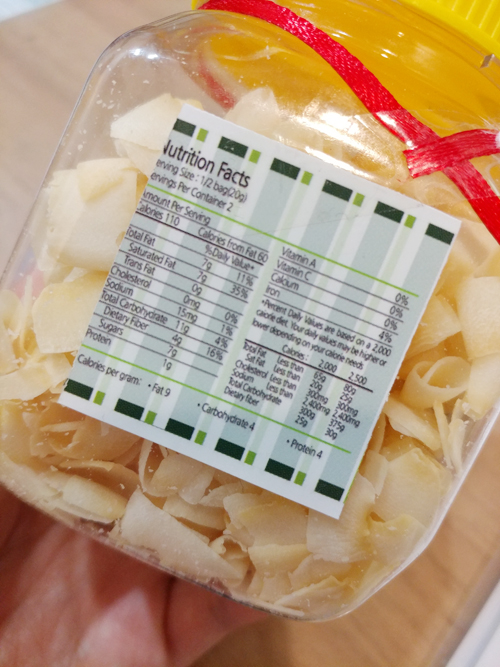 Nutrition Facts
erving Size : 1/2 bag(20g)
ervings Per Container 2
mount Per Serving
Calories 110 Calories from Fat 60
%Daily Value*
Total Fat 7g 11%
Saturated Fat 7g 35%
Trans Fat 0g
Cholesterol 0mg 0%
Sodium 15mg 1%
Total Carbohydrate 11g 4%
Dietary Fiber 4g 16%
Sugars 7g
Protein 1g
Vitamin A 0%
Vitamin C 0%
Calcium 0%
Iron 4%
*Percent Daily Values are based on a 2,000
calorie diet. Your daily values may be higher or
lower depending on your calorie needs
Calories : 2,000 2,500
Total Fat Less than 65g 80g
Sat Fat Less than 20g 25g
Cholesterol Less than 300mg 300mg
Sodium Less than 2,400mg 2,400mg
Total Carbohydrate 300g 375g
Dietary fiber 25g 30g
Calories per gram: • Fat 9 • Carbohydrate 4 • Protein 4